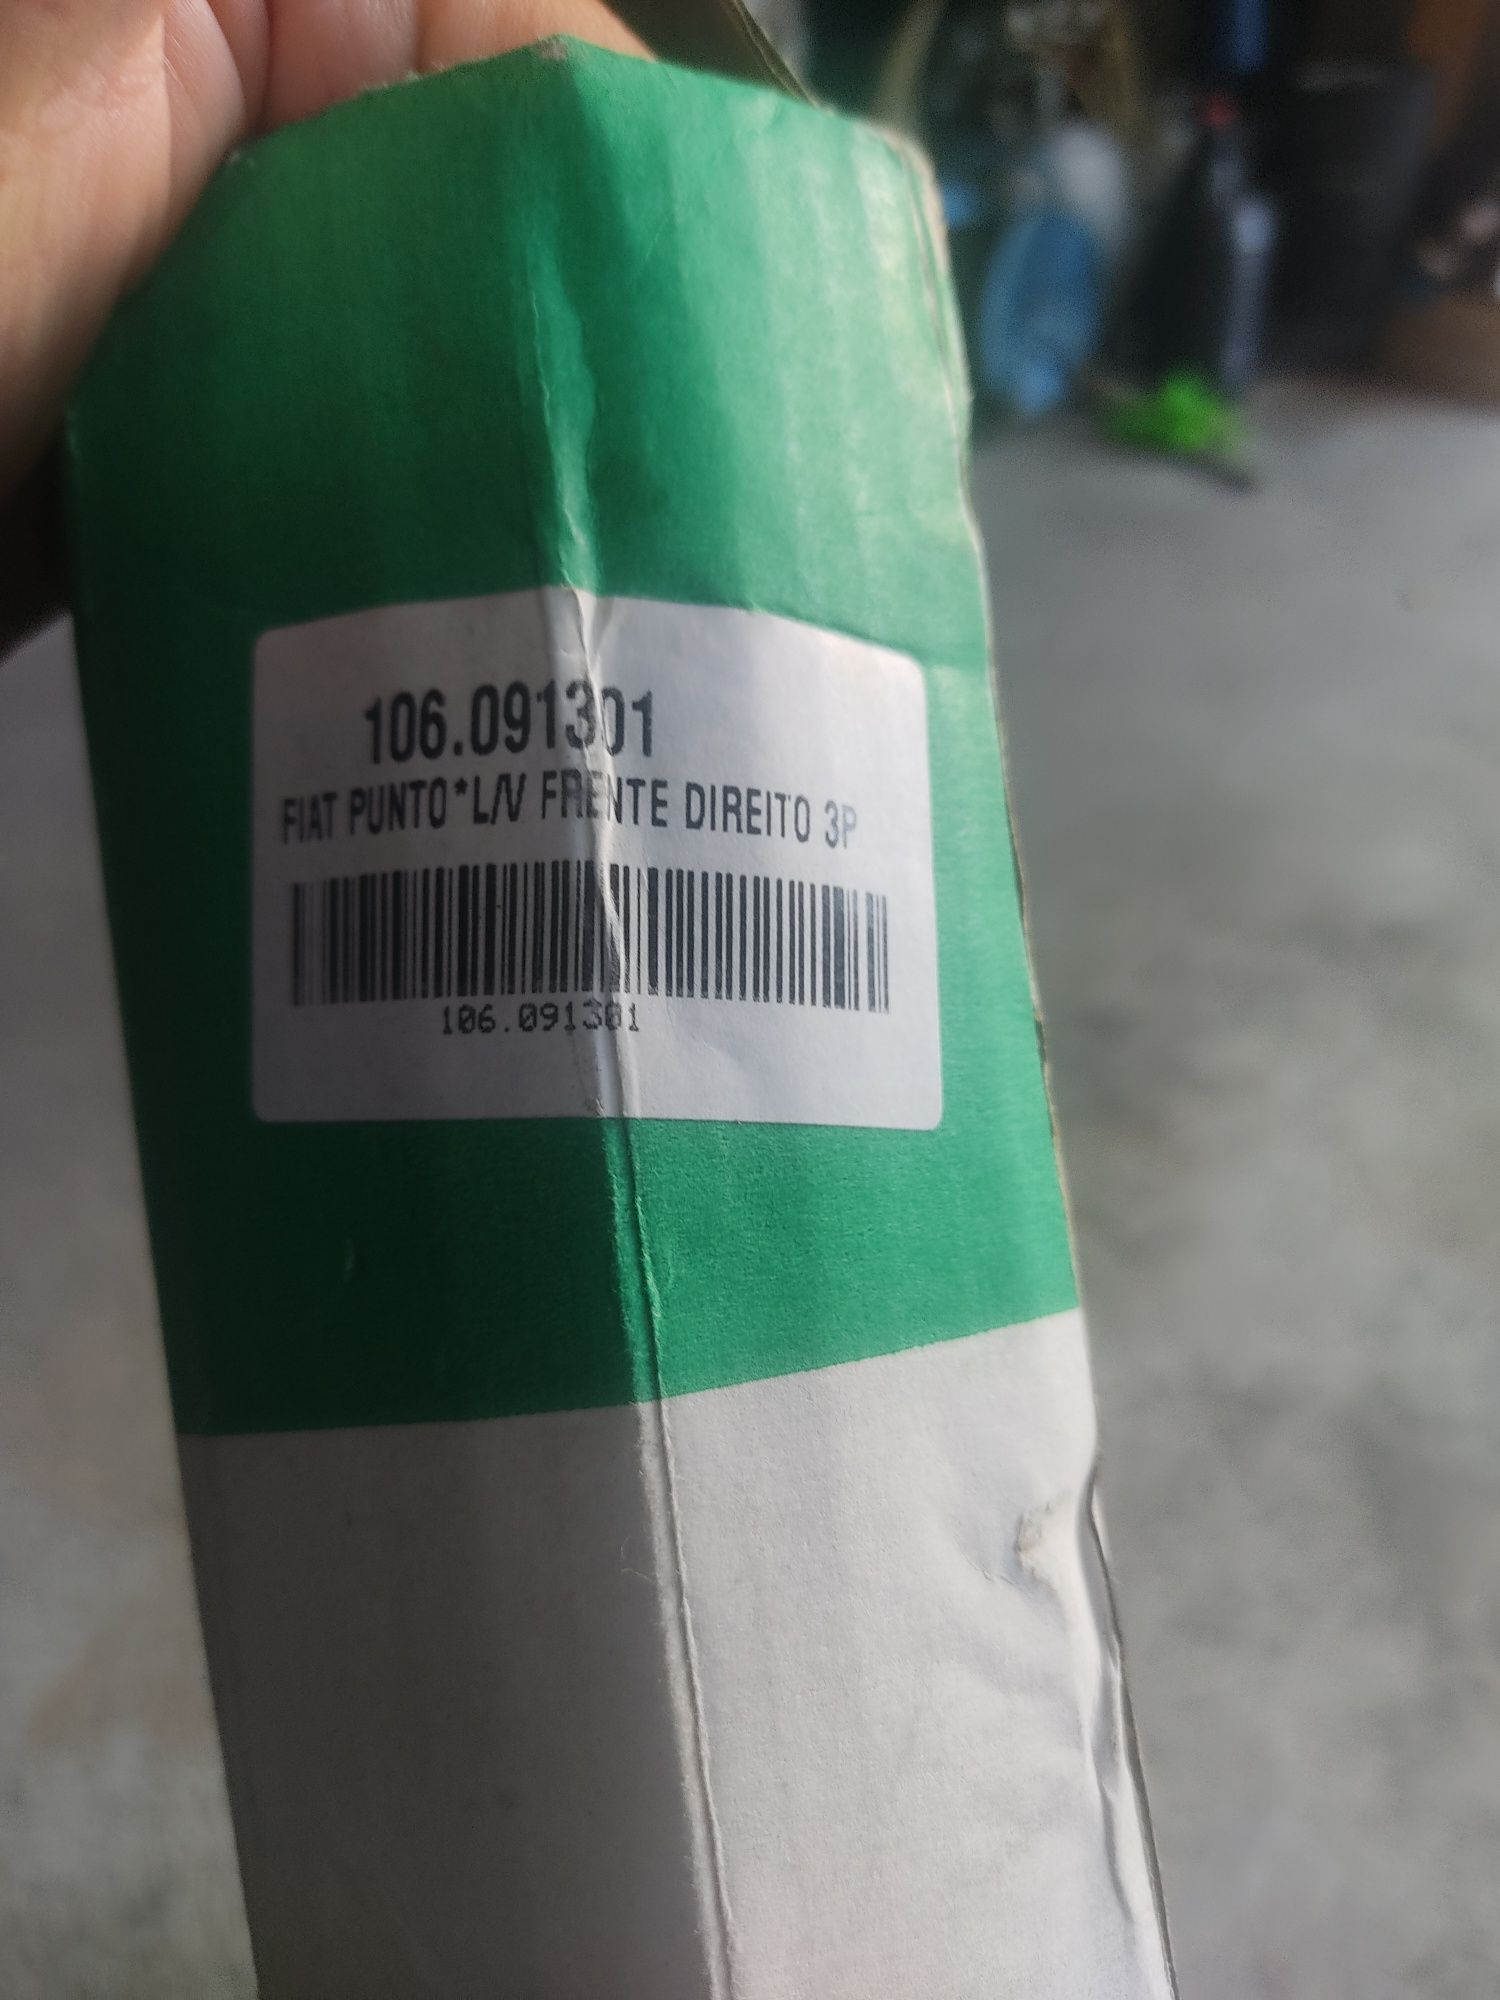 106.091301
FIAT PUNTO*L/V FRENTE DIREITO 3P
106.091301